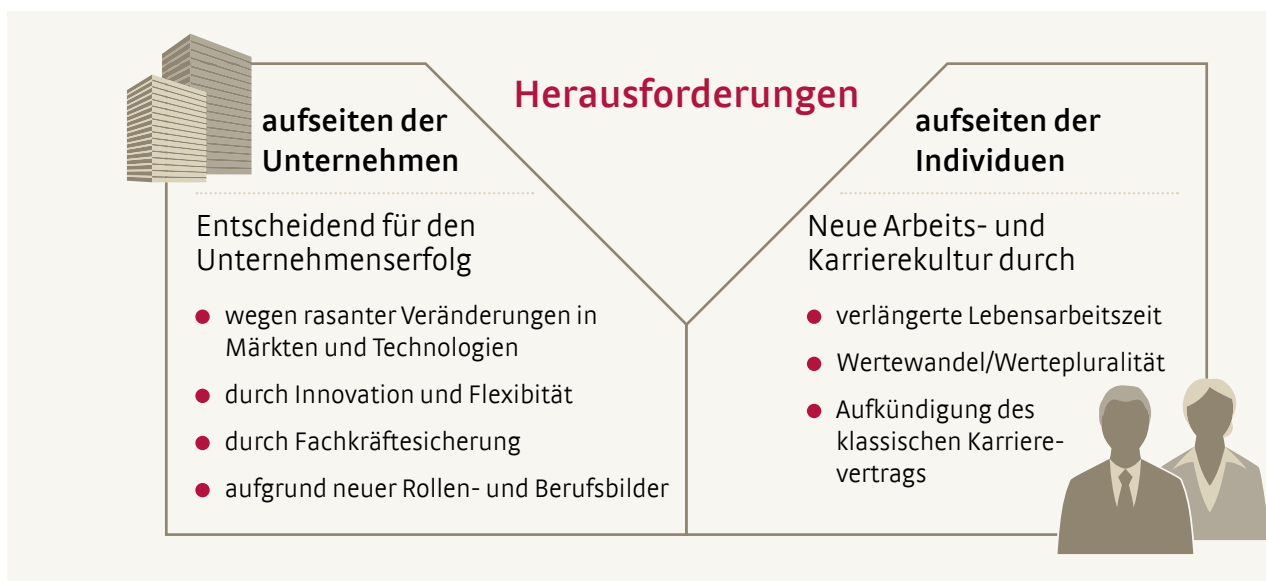 Herausforderungen
aufseiten der
Unternehmen
Entscheidend für den
Unternehmenserfolg
wegen rasanter Veränderungen in
Märkten und Technologien
durch Innovation und Flexibität
durch Fachkräftesicherung
aufgrund neuer Rollen- und Berufsbilder
aufseiten der
Individuen
Neue Arbeits- und
Karrierekultur durch
verlängerte Lebensarbeitszeit
Wertewandel/Wertepluralität
Aufkündigung des
klassischen Karriere-
vertrags